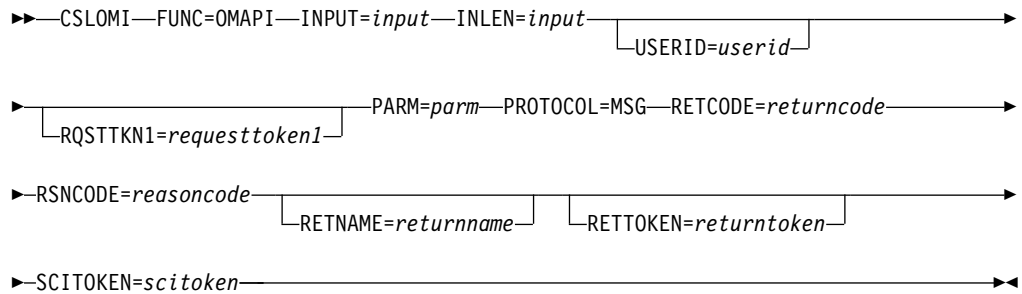 CSLOMI FUNC=OMAPI INPUT=input INLEN=input
USERID=userid
PARM=parm PROTOCOL=MSG RETCODE=returncode
RQSTTKN1=requesttoken1
RSNCODE=reasoncode
RETNAME=returnname RETTOKEN=returntoken
SCITOKEN=scitoken